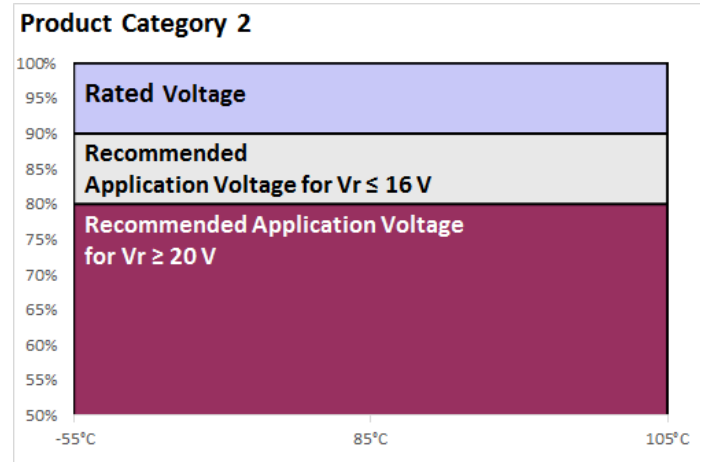 Product Category 2
100%
95%
90%
85%
80%
75%
70%
65%
60%
55%
50%
Rated Voltage
Recommended
Application Voltage for Vr ≤ 16 V
Recommended Application Voltage
for Vr ≥ 20 V
-55°C
85°C
105°C